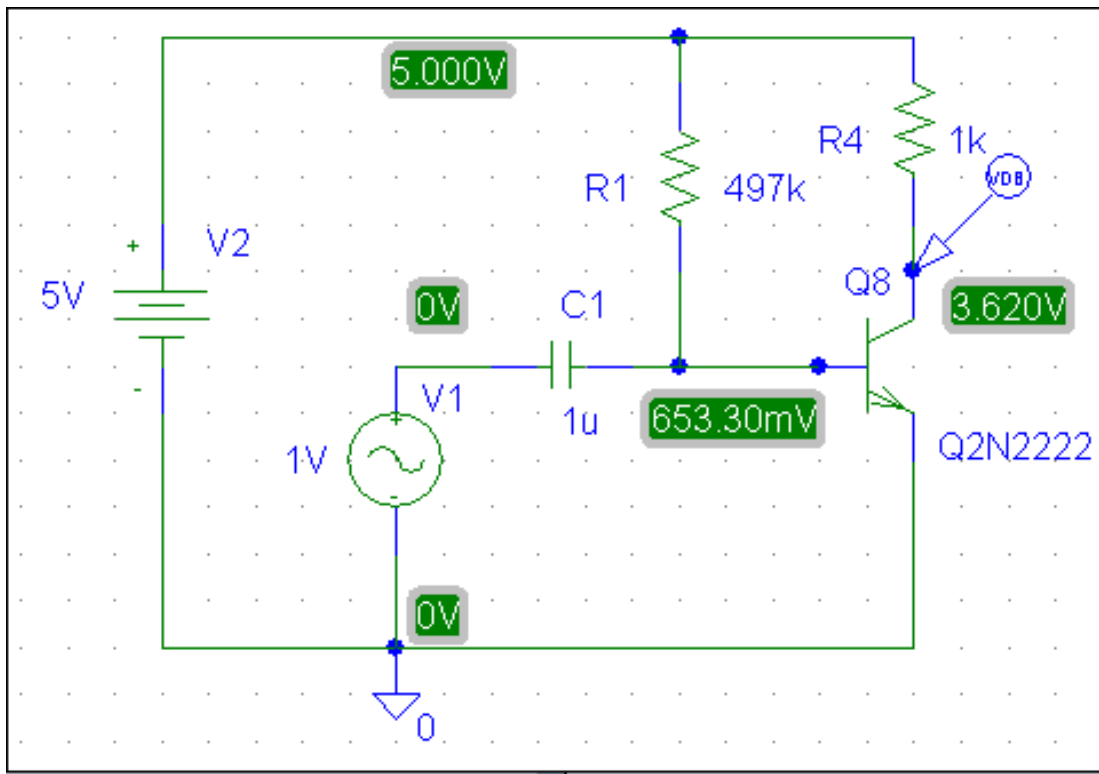 5.000V
R4
1k
VDB
R1
497k
+
V2
5V
0V
C1
Q8
3.620V
-
V1
+
1u
653.30mV
1V
Q2N2222
-
0V
0